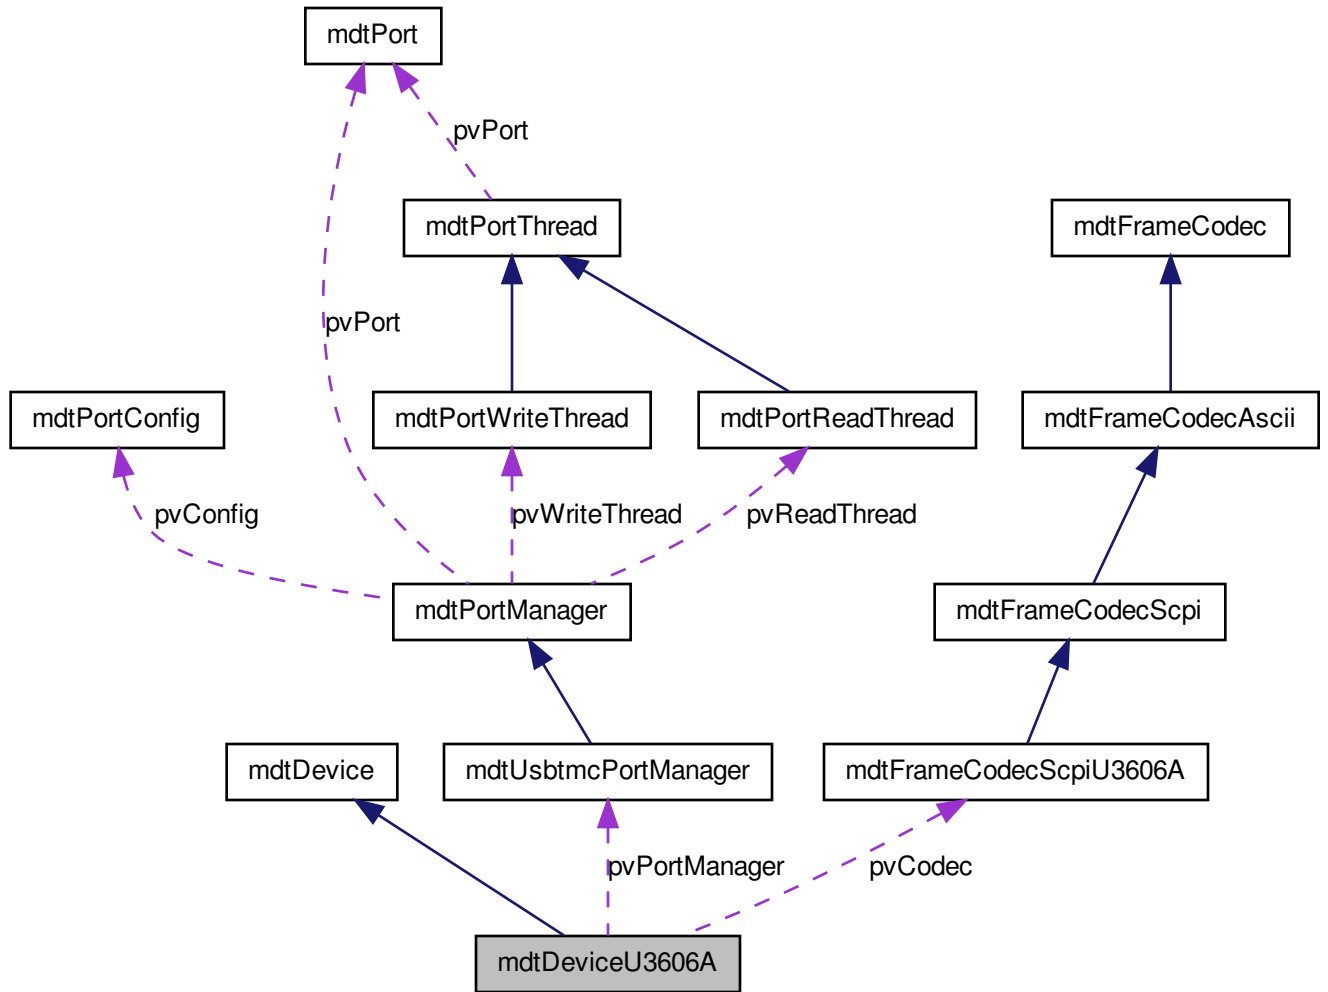 mdtPort
pvPort
mdtPortThread
mdtFrameCodec
pvPort
mdtPortConfig
mdtPortWriteThread
mdtPortReadThread
mdtFrameCodecAscii
pvConfig
pvWriteThread
pvReadThread
mdtPortManager
mdtFrameCodecScpi
mdtDevice
mdtUsbtmcPortManager
mdtFrameCodecScpiU3606A
pvPortManager
pvCodec
mdtDeviceU3606A